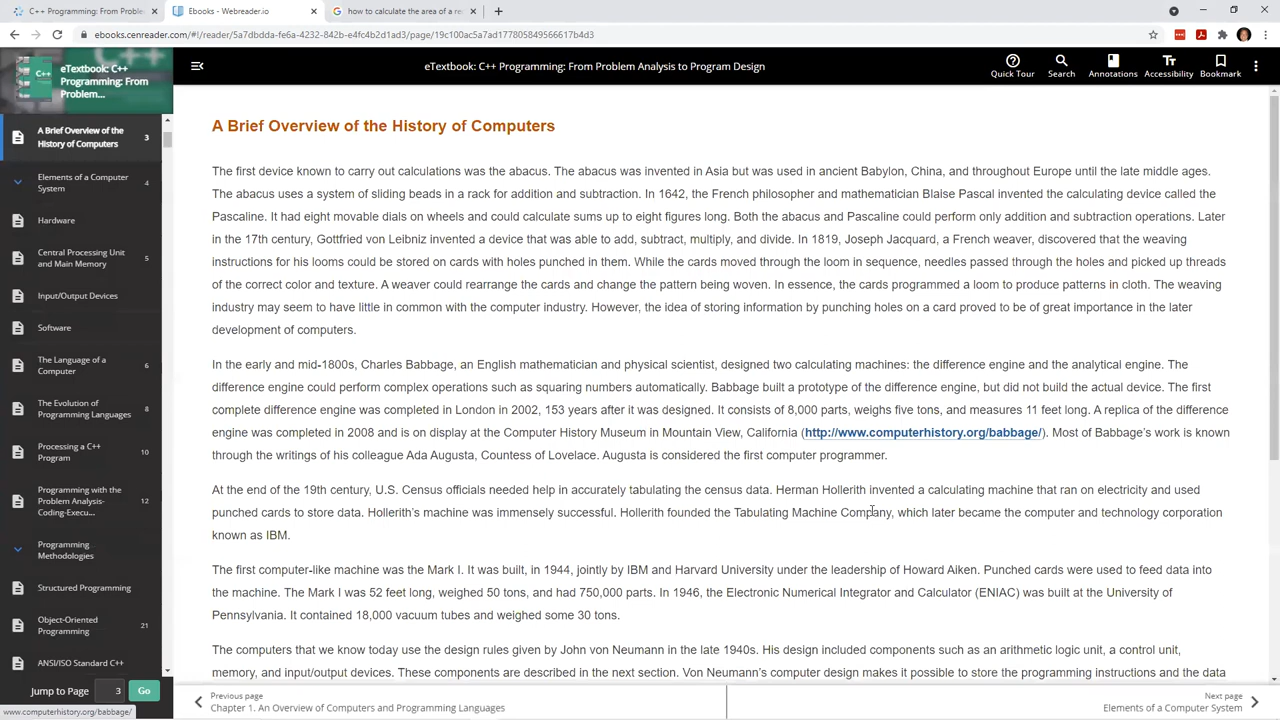 C++ Programming: From Proble
Ebooks - Webreader.io
how to calculate the area of a re
ebooks.cenreader.com/#!/reader/5a7dbdda-fe6a-4232-842b-e4fc4b2d1ad3/page/19c100ac5a7ad177805849566617b4d3
C++
eTextbook: C++
Programming: From
Problem...
eTextbook: C++ Programming: From Problem Analysis to Program Design
Quick Tour
Search
Annotations
Accessibility
Bookmark
A Brief Overview of the
History of Computers
3
Elements of a Computer
System
4
Hardware
Central Processing Unit
and Main Memory
5
Input/Output Devices
Software
The Language of a
Computer
6
The Evolution of
Programming Languages
8
Processing a C++
Program
10
Programming with the
Problem Analysis-
Coding-Execu...
12
Programming
Methodologies
Structured Programming
Object-Oriented
Programming
21
ANSI/ISO Standard C++
Jump to Page
3
Go
www.computerhistory.org/babbage/
A Brief Overview of the History of Computers
The first device known to carry out calculations was the abacus. The abacus was invented in Asia but was used in ancient Babylon, China, and throughout Europe until the late middle ages.
The abacus uses a system of sliding beads in a rack for addition and subtraction. In 1642, the French philosopher and mathematician Blaise Pascal invented the calculating device called the
Pascaline. It had eight movable dials on wheels and could calculate sums up to eight figures long. Both the abacus and Pascaline could perform only addition and subtraction operations. Later
in the 17th century, Gottfried von Leibniz invented a device that was able to add, subtract, multiply, and divide. In 1819, Joseph Jacquard, a French weaver, discovered that the weaving
instructions for his looms could be stored on cards with holes punched in them. While the cards moved through the loom in sequence, needles passed through the holes and picked up threads
of the correct color and texture. A weaver could rearrange the cards and change the pattern being woven. In essence, the cards programmed a loom to produce patterns in cloth. The weaving
industry may seem to have little in common with the computer industry. However, the idea of storing information by punching holes on a card proved to be of great importance in the later
development of computers.
In the early and mid-1800s, Charles Babbage, an English mathematician and physical scientist, designed two calculating machines: the difference engine and the analytical engine. The
difference engine could perform complex operations such as squaring numbers automatically. Babbage built a prototype of the difference engine, but did not build the actual device. The first
complete difference engine was completed in London in 2002, 153 years after it was designed. It consists of 8,000 parts, weighs five tons, and measures 11 feet long. A replica of the difference
engine was completed in 2008 and is on display at the Computer History Museum in Mountain View, California (http://www.computerhistory.org/babbage/). Most of Babbage's work is known
through the writings of his colleague Ada Augusta, Countess of Lovelace. Augusta is considered the first computer programmer.
At the end of the 19th century, U.S. Census officials needed help in accurately tabulating the census data. Herman Hollerith invented a calculating machine that ran on electricity and used
punched cards to store data. Hollerith's machine was immensely successful. Hollerith founded the Tabulating Machine Company, which later became the computer and technology corporation
known as IBM.
The first computer-like machine was the Mark I. It was built, in 1944, jointly by IBM and Harvard University under the leadership of Howard Aiken. Punched cards were used to feed data into
the machine. The Mark I was 52 feet long, weighed 50 tons, and had 750,000 parts. In 1946, the Electronic Numerical Integrator and Calculator (ENIAC) was built at the University of
Pennsylvania. It contained 18,000 vacuum tubes and weighed some 30 tons.
The computers that we know today use the design rules given by John von Neumann in the late 1940s. His design included components such as an arithmetic logic unit, a control unit,
memory, and input/output devices. These components are described in the next section. Von Neumann's computer design makes it possible to store the programming instructions and the data
Previous page
Chapter 1. An Overview of Computers and Programming Languages
Next page
Elements of a Computer System